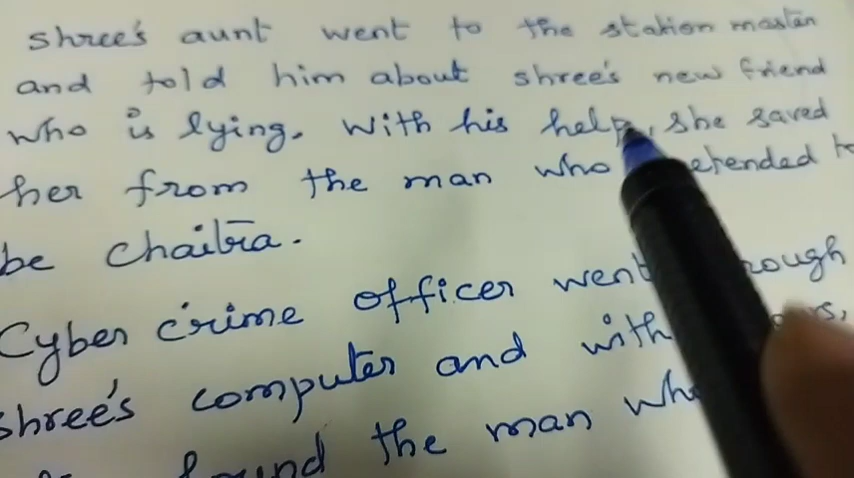 shree's aunt went to the station master
and told him about shree's new friend
who is lying. With his help, she saved
her from the man who
be chaitra.
Cyber crime officer went
shree's computer and with
the man